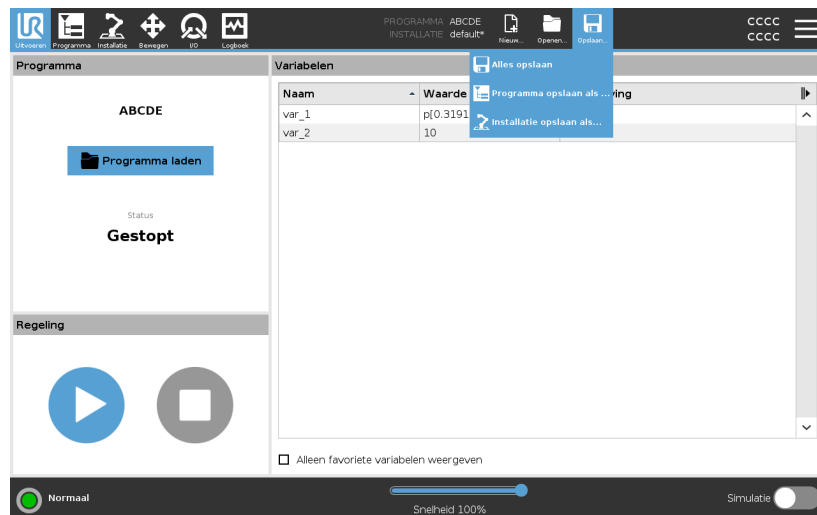 UR
Uitvoeren Programma Installatie Bewegen I/O Logboek
PROGRAMMA ABCDE
INSTALLATIE default*
Nieuw... Openen... Opslaan...
CCCC
CCCC
Alles opslaan
Programma opslaan als ...
Installatie opslaan als...
Programma
ABCDE
Programma laden
Status
Gestopt
Variabelen
Naam Waarde ving
var_1 p[0.3191
var_2 10
Alleen favoriete variabelen weergeven
Regeling
Normaal
Snelheid 100%
Simulatie